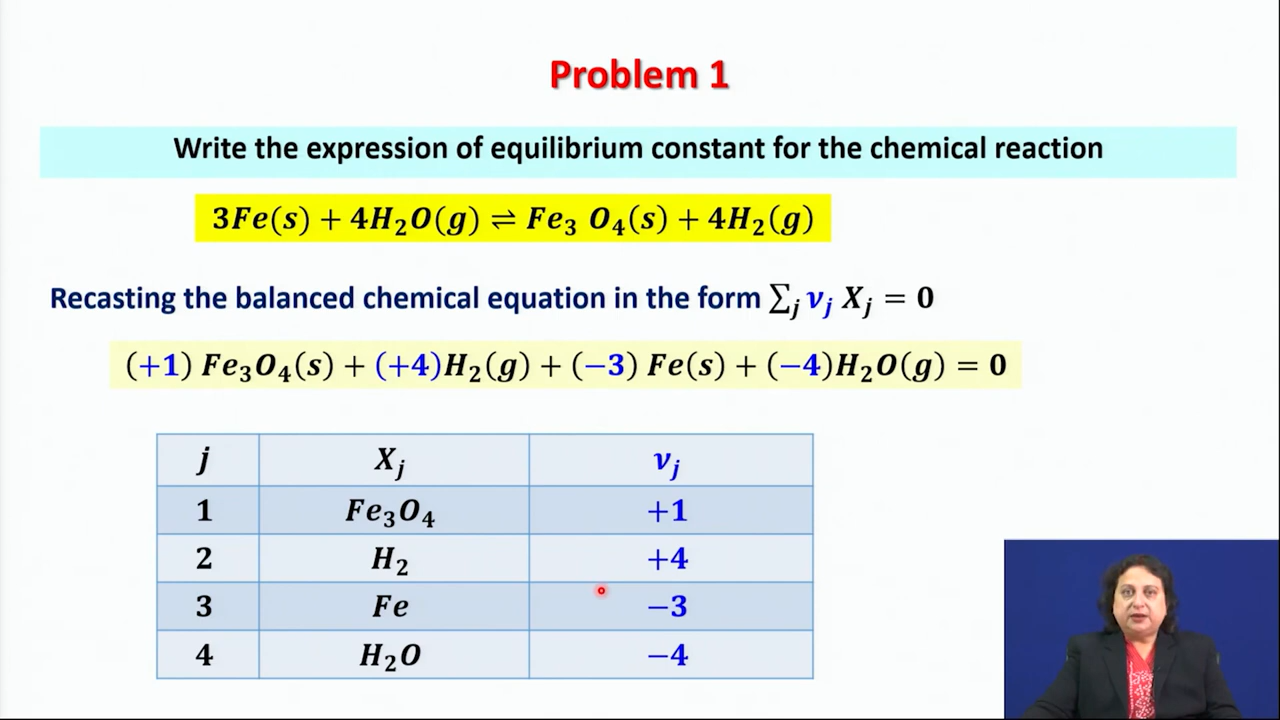 Problem 1
Write the expression of equilibrium constant for the chemical reaction
3Fe(s) + 4H₂O(g) ⇌ Fe₃ O₄(s) + 4H₂(g)
Recasting the balanced chemical equation in the form ∑ⱼ νⱼ Xⱼ = 0
(+1) Fe₃O₄(s) + (+4)H₂(g) + (−3) Fe(s) + (−4)H₂O(g) = 0
j Xⱼ νⱼ
1 Fe₃O₄ +1
2 H₂ +4
3 Fe −3
4 H₂O −4